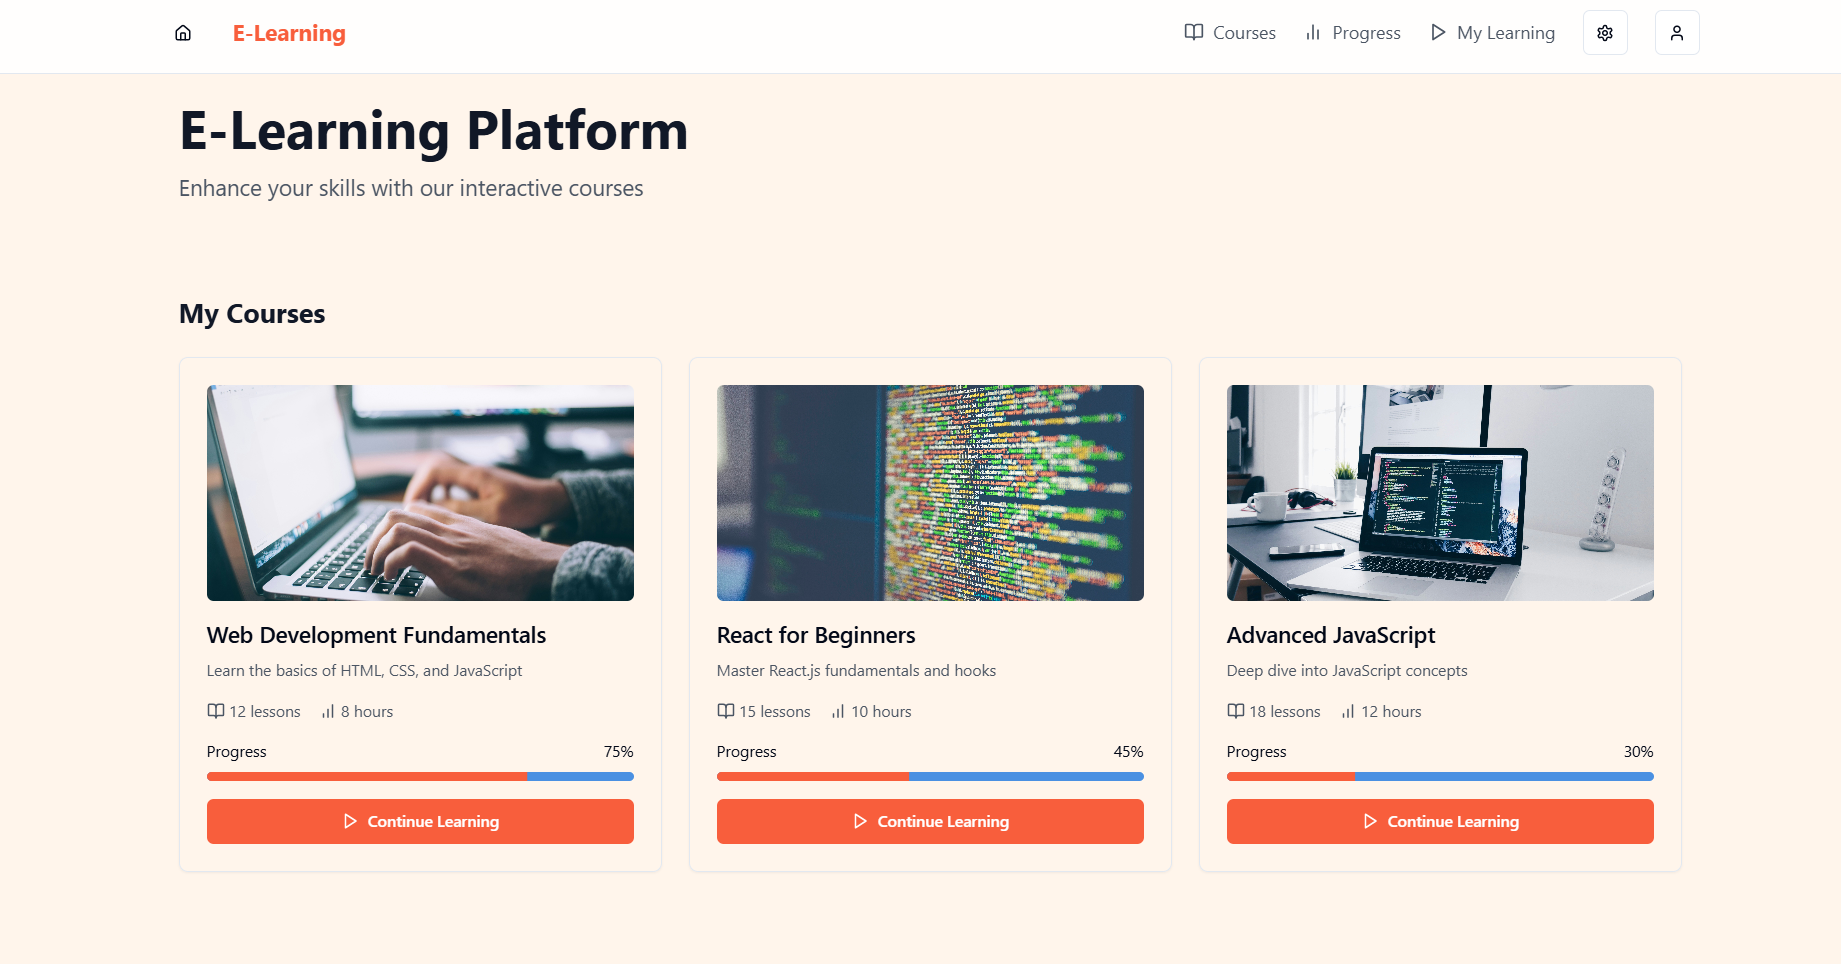 E-Learning
Courses
Progress
My Learning
E-Learning Platform
Enhance your skills with our interactive courses
My Courses
Web Development Fundamentals
Learn the basics of HTML, CSS, and JavaScript
12 lessons 8 hours
Progress 75%
Continue Learning
React for Beginners
Master React.js fundamentals and hooks
15 lessons 10 hours
Progress 45%
Continue Learning
Advanced JavaScript
Deep dive into JavaScript concepts
18 lessons 12 hours
Progress 30%
Continue Learning